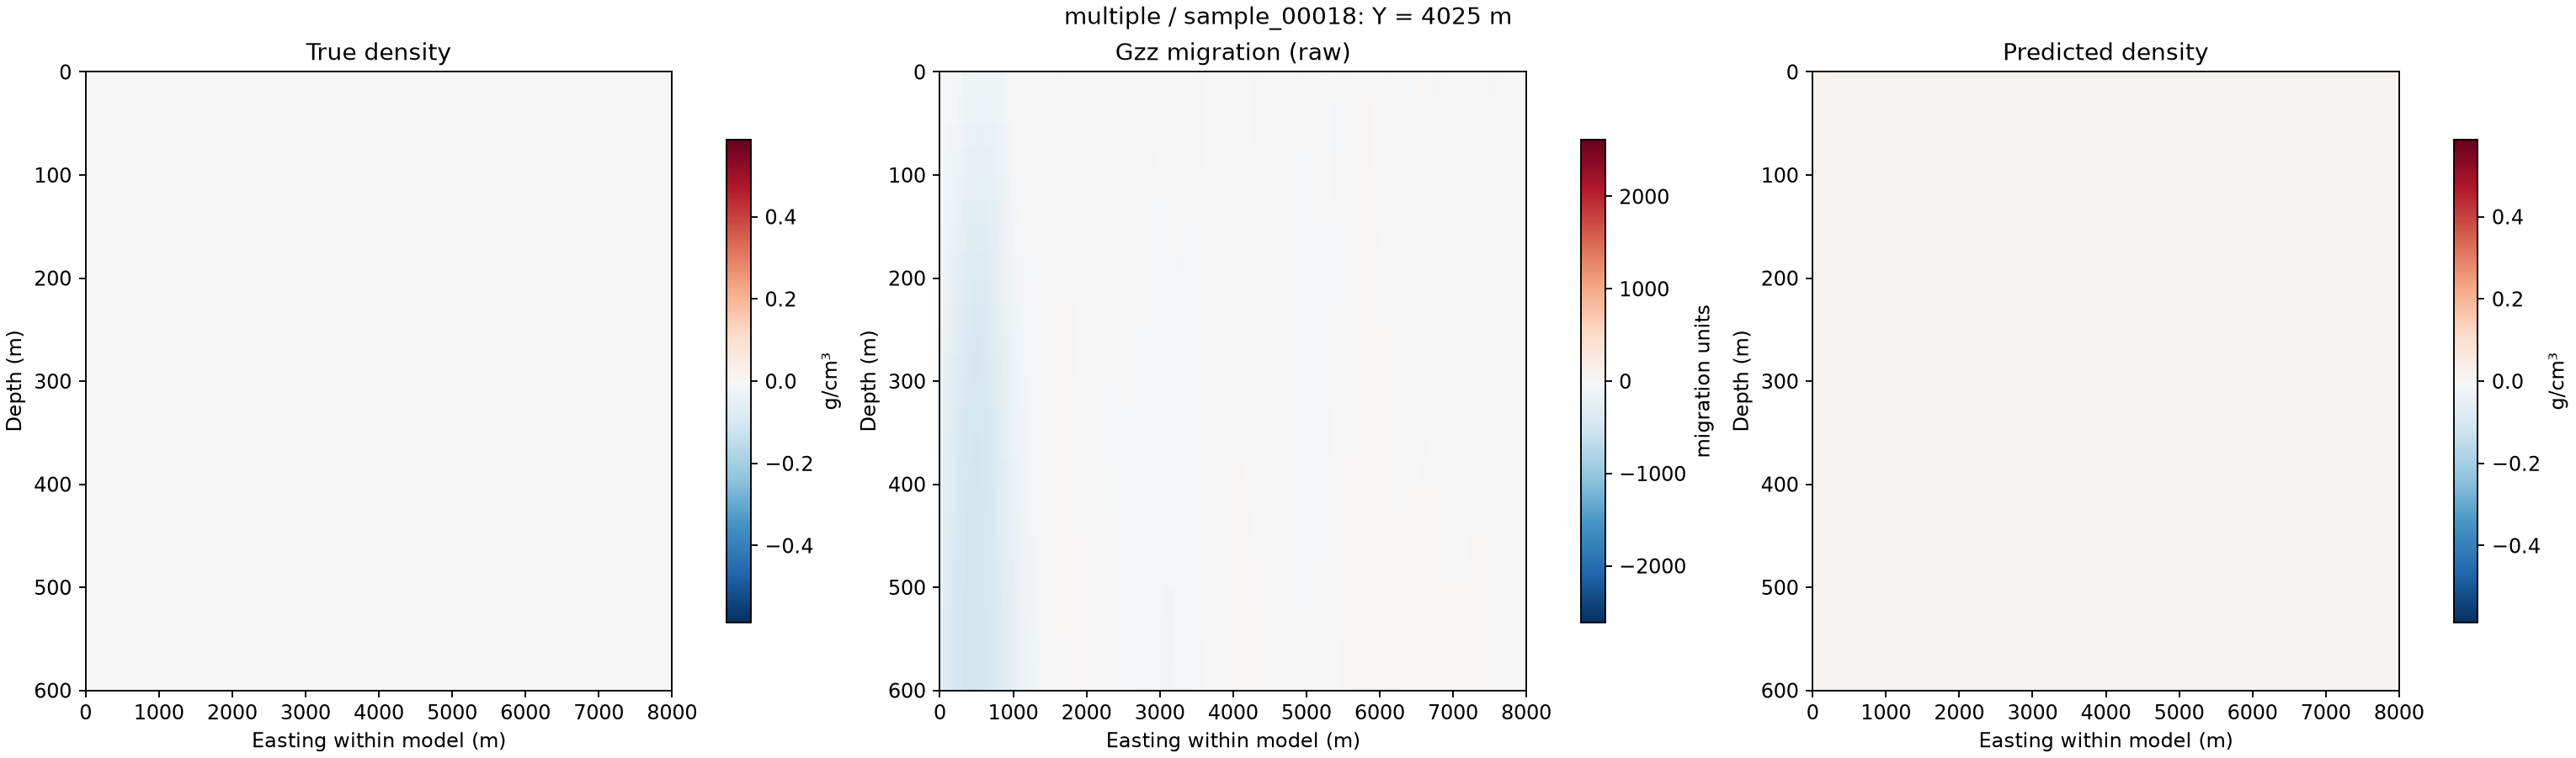 multiple / sample_00018: Y = 4025 m
True density
0
100
200
300
400
500
600
Depth (m)
0 1000 2000 3000 4000 5000 6000 7000 8000
Easting within model (m)
0.4
0.2
0.0
−0.2
−0.4
g/cm³
Gzz migration (raw)
0
100
200
300
400
500
600
Depth (m)
0 1000 2000 3000 4000 5000 6000 7000 8000
Easting within model (m)
2000
1000
0
−1000
−2000
migration units
Predicted density
0
100
200
300
400
500
600
Depth (m)
0 1000 2000 3000 4000 5000 6000 7000 8000
Easting within model (m)
0.4
0.2
0.0
−0.2
−0.4
g/cm³